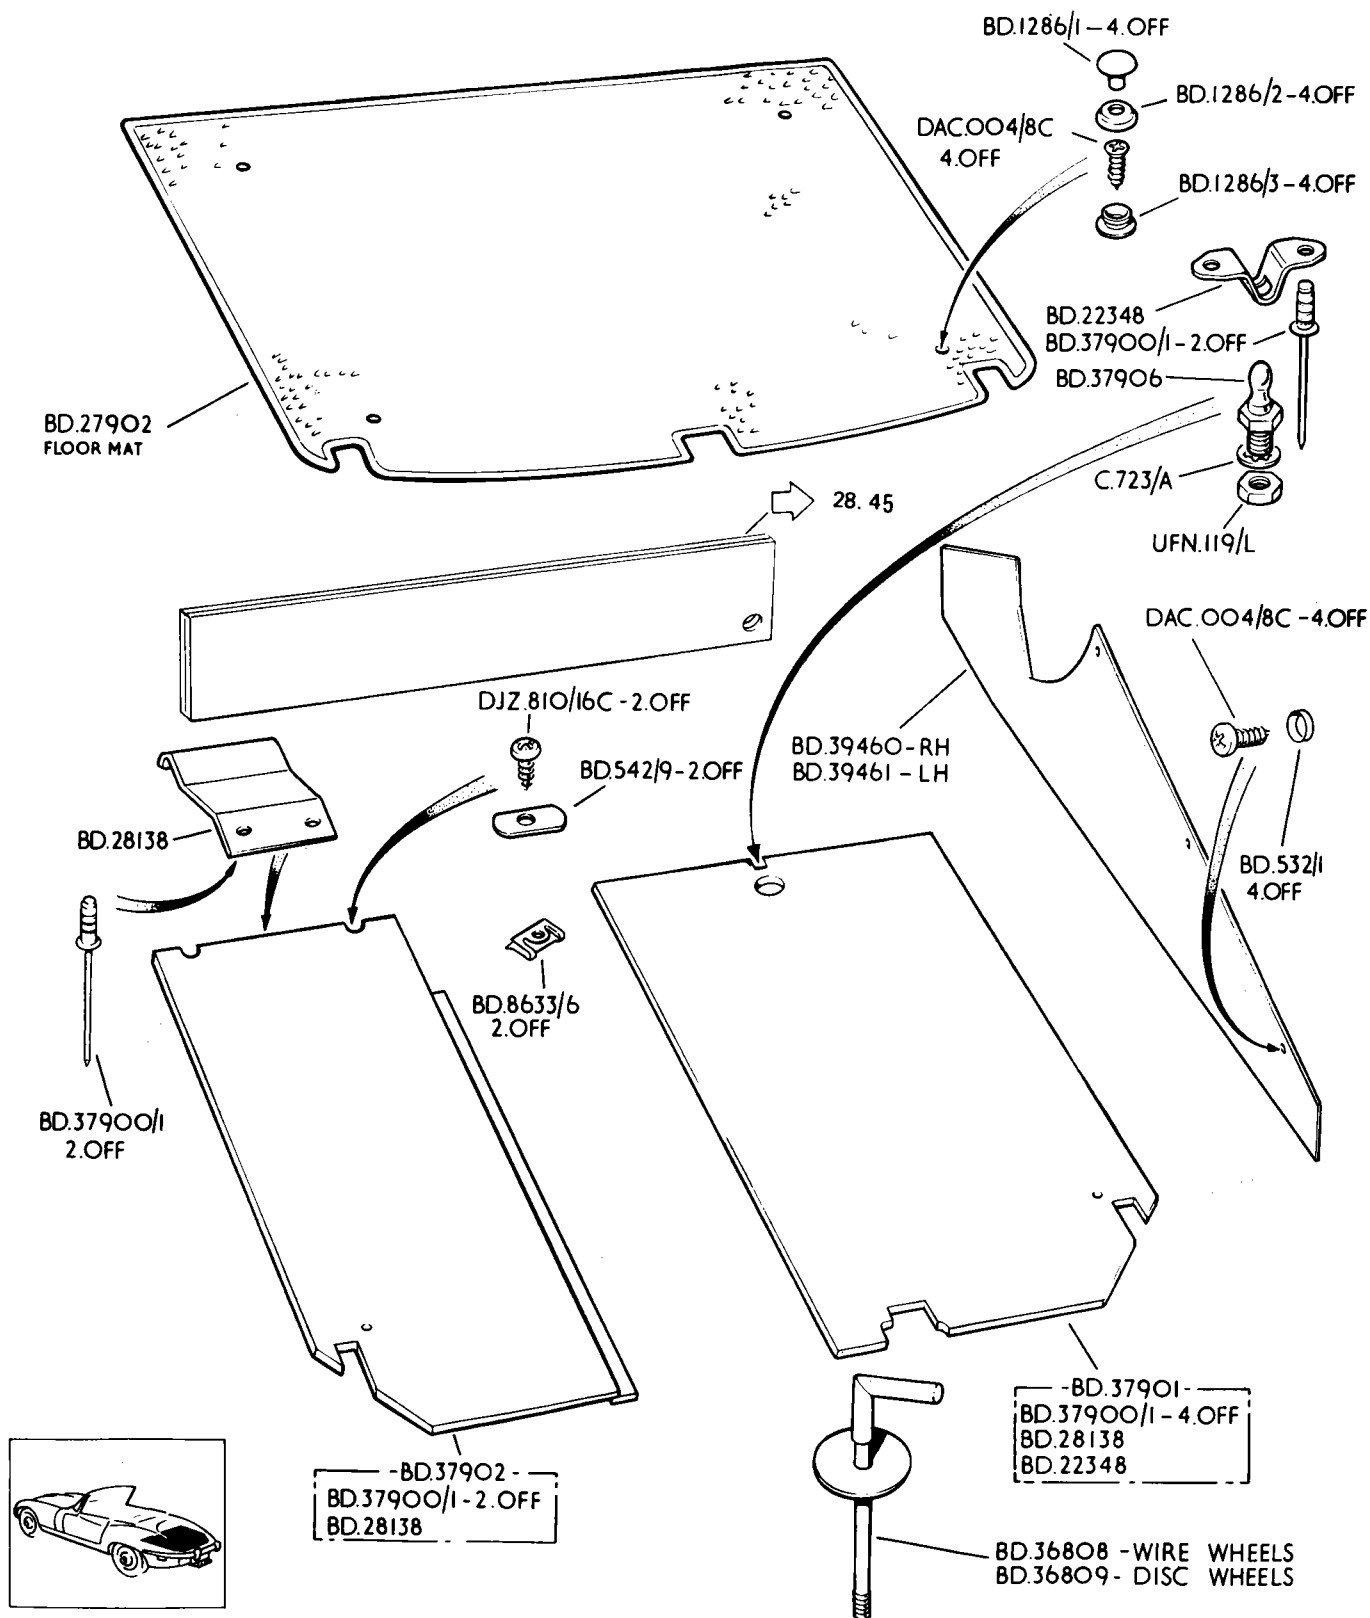 BD.1286/1-4.OFF
BD.1286/2-4.OFF
DAC.004/8C
4.OFF
BD.1286/3-4.OFF
BD.22348
BD.37900/1-2.OFF
BD.37906
C.723/A
UFN.119/L
BD.27902
FLOOR MAT
28.45
DAC.004/8C-4.OFF
DJZ.810/16C-2.OFF
BD.39460-RH
BD.39461-LH
BD.542/9-2.OFF
BD.28138
BD.532/1
4.OFF
BD.8633/6
2.OFF
BD.37900/1
2.OFF
-BD.37901-
BD.37900/1-4.OFF
BD.28138
BD.22348
-BD.37902-
BD.37900/1-2.OFF
BD.28138
BD.36808-WIRE WHEELS
BD.36809-DISC WHEELS